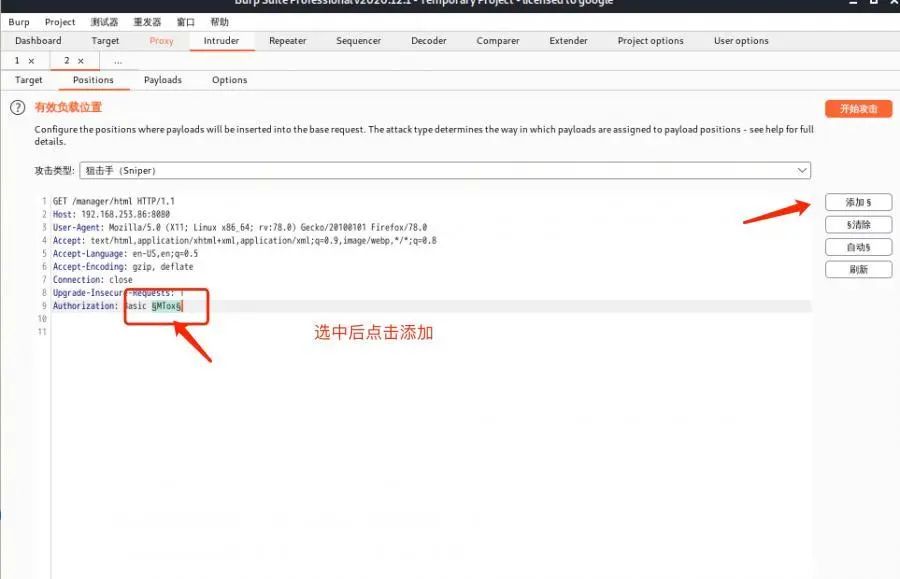 Burp Suite Professional v2020.12.1 - Temporary Project - licensed to google
Burp Project 测试器 重发器 窗口 帮助
Dashboard Target Proxy Intruder Repeater Sequencer Decoder Comparer Extender Project options User options
1 × 2 × ...
Target Positions Payloads Options
? 有效负载位置 开始攻击
Configure the positions where payloads will be inserted into the base request. The attack type determines the way in which payloads are assigned to payload positions - see help for full
details.
攻击类型: 狙击手（Sniper）
1 GET /manager/html HTTP/1.1
添加 §
2 Host: 192.168.253.86:8080
3 User-Agent: Mozilla/5.0 (X11; Linux x86_64; rv:78.0) Gecko/20100101 Firefox/78.0
§清除
4 Accept: text/html,application/xhtml+xml,application/xml;q=0.9,image/webp,*/*;q=0.8
自动§
5 Accept-Language: en-US,en;q=0.5
6 Accept-Encoding: gzip, deflate
刷新
7 Connection: close
8 Upgrade-Insecure-Requests: 1
9 Authorization: Basic §MTox§
10
11
选中后点击添加